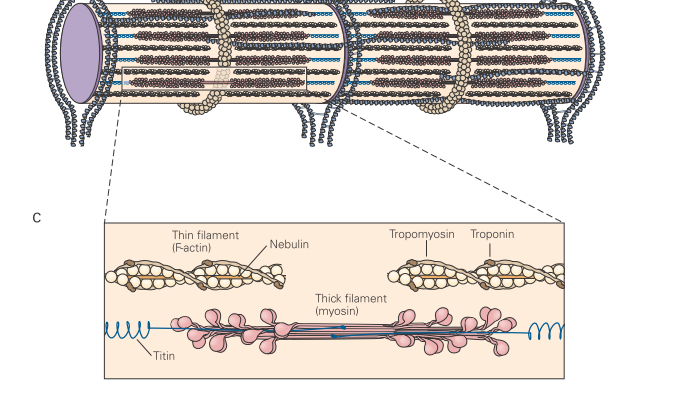 C
Thin filament
(F-actin)
Nebulin
Tropomyosin
Troponin
Thick filament
(myosin)
Titin